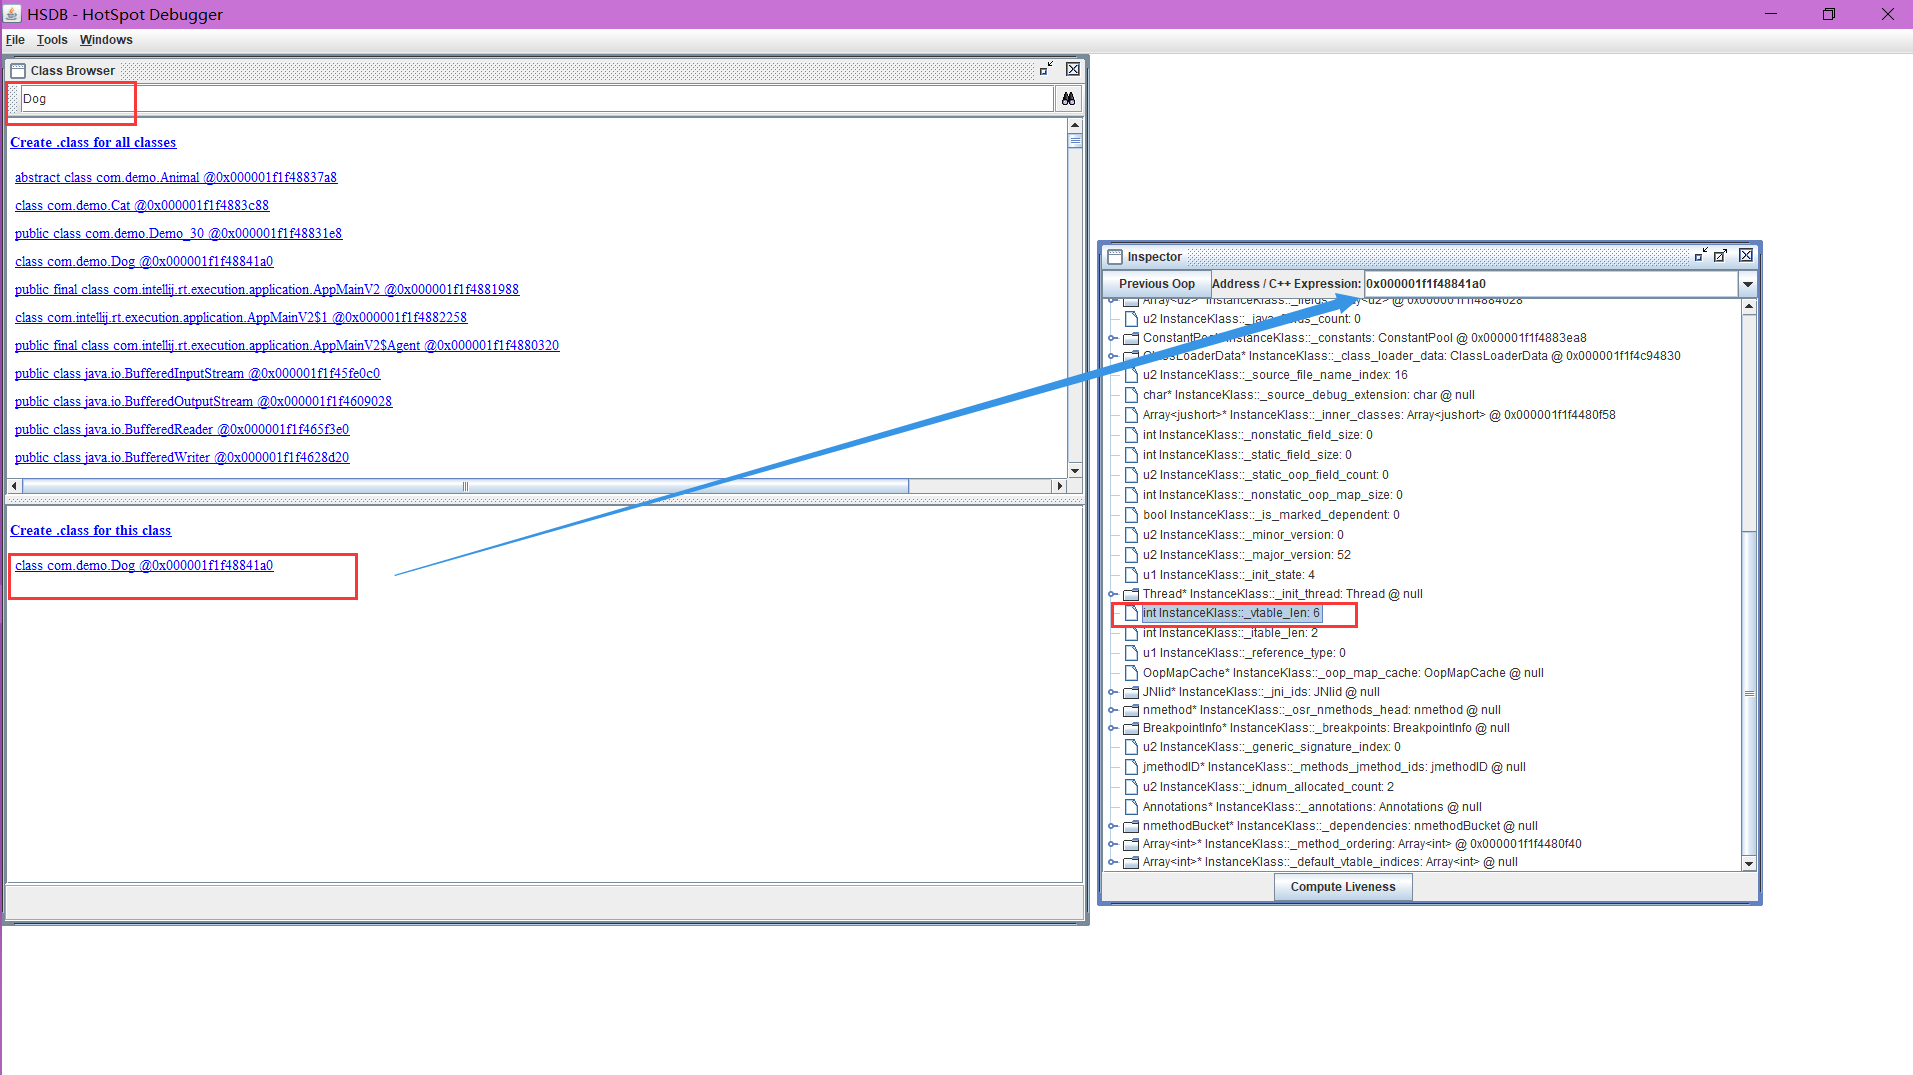 HSDB - HotSpot Debugger
File Tools Windows
Class Browser
Dog
Create .class for all classes
abstract class com.demo.Animal @0x000001f1f48837a8
class com.demo.Cat @0x000001f1f4883c88
public class com.demo.Demo_30 @0x000001f1f48831e8
class com.demo.Dog @0x000001f1f48841a0
public final class com.intellij.rt.execution.application.AppMainV2 @0x000001f1f4881988
class com.intellij.rt.execution.application.AppMainV2$1 @0x000001f1f4882258
public final class com.intellij.rt.execution.application.AppMainV2$Agent @0x000001f1f4880320
public class java.io.BufferedInputStream @0x000001f1f45fe0c0
public class java.io.BufferedOutputStream @0x000001f1f4609028
public class java.io.BufferedReader @0x000001f1f465f3e0
public class java.io.BufferedWriter @0x000001f1f4628d20
Create .class for this class
class com.demo.Dog @0x000001f1f48841a0
Inspector
Previous Oop Address / C++ Expression: 0x000001f1f48841a0
Array<u2>* InstanceKlass::_fields: Array<u2> @ 0x000001f1f4884028
u2 InstanceKlass::_java_fields_count: 0
ConstantPool* InstanceKlass::_constants: ConstantPool @ 0x000001f1f4883ea8
ClassLoaderData* InstanceKlass::_class_loader_data: ClassLoaderData @ 0x000001f1f4c94830
u2 InstanceKlass::_source_file_name_index: 16
char* InstanceKlass::_source_debug_extension: char @ null
Array<jushort>* InstanceKlass::_inner_classes: Array<jushort> @ 0x000001f1f4480f58
int InstanceKlass::_nonstatic_field_size: 0
int InstanceKlass::_static_field_size: 0
u2 InstanceKlass::_static_oop_field_count: 0
int InstanceKlass::_nonstatic_oop_map_size: 0
bool InstanceKlass::_is_marked_dependent: 0
u2 InstanceKlass::_minor_version: 0
u2 InstanceKlass::_major_version: 52
u1 InstanceKlass::_init_state: 4
Thread* InstanceKlass::_init_thread: Thread @ null
int InstanceKlass::_vtable_len: 6
int InstanceKlass::_itable_len: 2
u1 InstanceKlass::_reference_type: 0
OopMapCache* InstanceKlass::_oop_map_cache: OopMapCache @ null
JNIid* InstanceKlass::_jni_ids: JNIid @ null
nmethod* InstanceKlass::_osr_nmethods_head: nmethod @ null
BreakpointInfo* InstanceKlass::_breakpoints: BreakpointInfo @ null
u2 InstanceKlass::_generic_signature_index: 0
jmethodID* InstanceKlass::_methods_jmethod_ids: jmethodID @ null
u2 InstanceKlass::_idnum_allocated_count: 2
Annotations* InstanceKlass::_annotations: Annotations @ null
nmethodBucket* InstanceKlass::_dependencies: nmethodBucket @ null
Array<int>* InstanceKlass::_method_ordering: Array<int> @ 0x000001f1f4480f40
Array<int>* InstanceKlass::_default_vtable_indices: Array<int> @ null
Compute Liveness